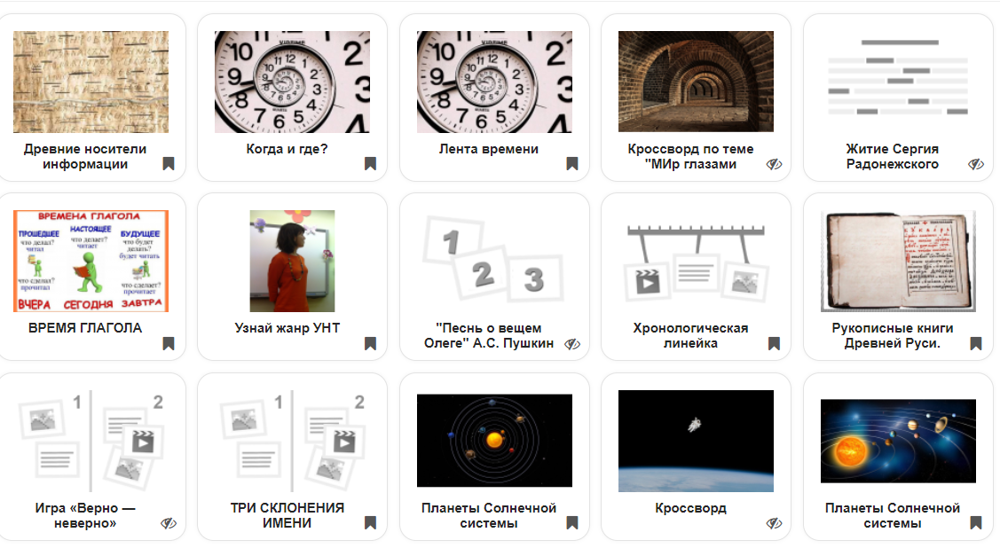 Древние носители
информации
Когда и где?
Лента времени
Кроссворд по теме
"МИр глазами
Житие Сергия
Радонежского
ВРЕМЕНА ГЛАГОЛА
ПРОШЕДШЕЕ
что делал?
читал
что сделал?
прочитал
ВЧЕРА
НАСТОЯЩЕЕ
что делает?
читает
СЕГОДНЯ
БУДУЩЕЕ
что будет
делать?
будет читать
что сделает?
прочитает
ЗАВТРА
ВРЕМЯ ГЛАГОЛА
Узнай жанр УНТ
1
2
3
"Песнь о вещем
Олеге" А.С. Пушкин
Хронологическая
линейка
Рукописные книги
Древней Руси.
1
2
Игра «Верно —
неверно»
1
2
ТРИ СКЛОНЕНИЯ
ИМЕНИ
Планеты Солнечной
системы
Кроссворд
Планеты Солнечной
системы